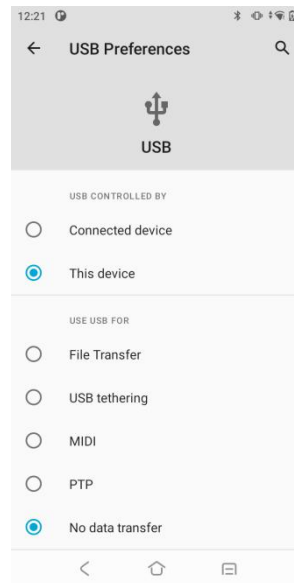 12:21
USB Preferences
USB
USB CONTROLLED BY
Connected device
This device
USE USB FOR
File Transfer
USB tethering
MIDI
PTP
No data transfer